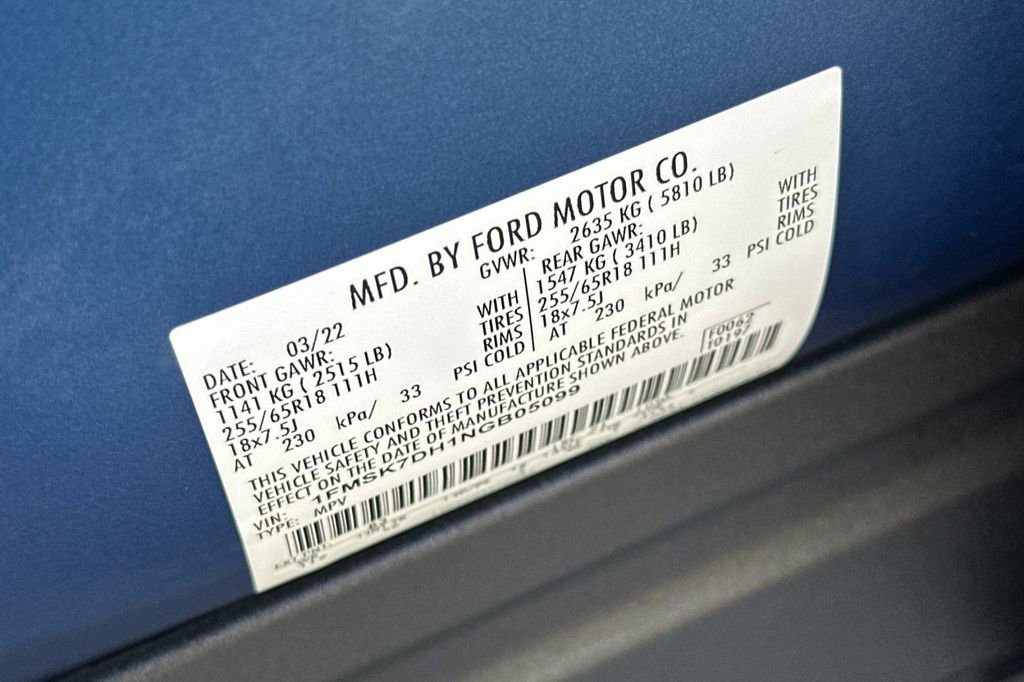 MFD. BY FORD MOTOR CO.
DATE: 03/22
GVWR: 2635 KG ( 5810 LB)
FRONT GAWR:
1141 KG ( 2515 LB)
255/65R18 111H
18x7.5J
AT 230 kPa/ 33 PSI COLD
WITH
TIRES
RIMS
REAR GAWR:
1547 KG ( 3410 LB)
255/65R18 111H
18x7.5J
AT 230 kPa/ 33 PSI COLD
WITH
TIRES
RIMS
THIS VEHICLE CONFORMS TO ALL APPLICABLE FEDERAL MOTOR
VEHICLE SAFETY AND THEFT PREVENTION STANDARDS IN
EFFECT ON THE DATE OF MANUFACTURE SHOWN ABOVE.
VIN: 1FMSK7DH1NGB05099
TYPE: MPV
F0062
T0197